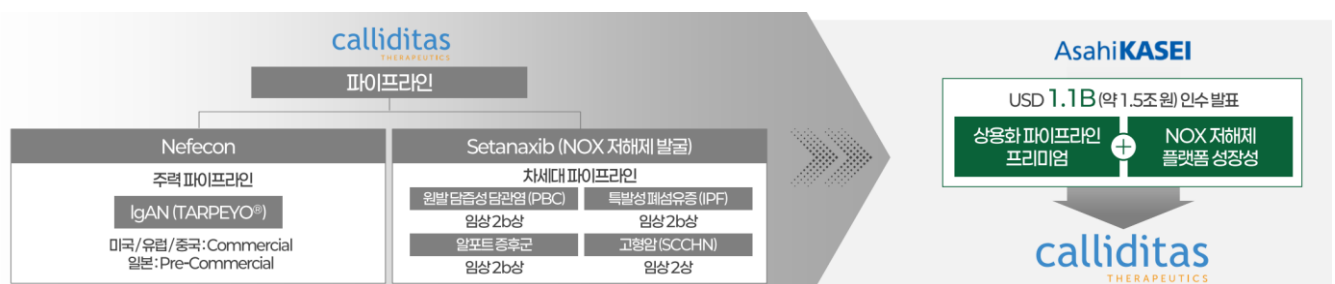 calliditas
THERAPEUTICS
파이프라인
Nefecon
주력 파이프라인
IgAN (TARPEYO®)
미국/유럽/중국: Commercial
일본: Pre-Commercial
Setanaxib (NOX 저해제 발굴)
차세대 파이프라인
원발 담즙성 담관염 (PBC)
임상 2b상
특발성 폐섬유증 (IPF)
임상 2b상
알포트 증후군
임상 2b상
고형암 (SCCHN)
임상 2상
AsahiKASEI
USD 1.1B (약 1.5조 원) 인수 발표
상용화 파이프라인
프리미엄
+
NOX 저해제
플랫폼 성장성
calliditas
THERAPEUTICS